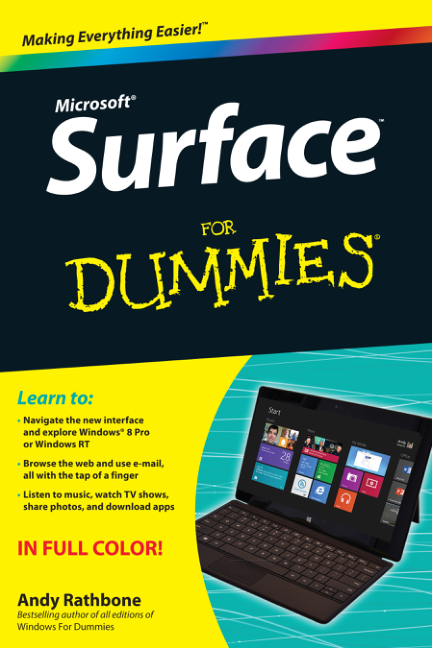 Making Everything Easier!™
Microsoft®
Surface™
FOR
DUMMIES®
Learn to:
• Navigate the new interface
and explore Windows® 8 Pro
or Windows RT
• Browse the web and use e-mail,
all with the tap of a finger
• Listen to music, watch TV shows,
share photos, and download apps
IN FULL COLOR!
Andy Rathbone
Bestselling author of all editions of
Windows For Dummies
Start
28